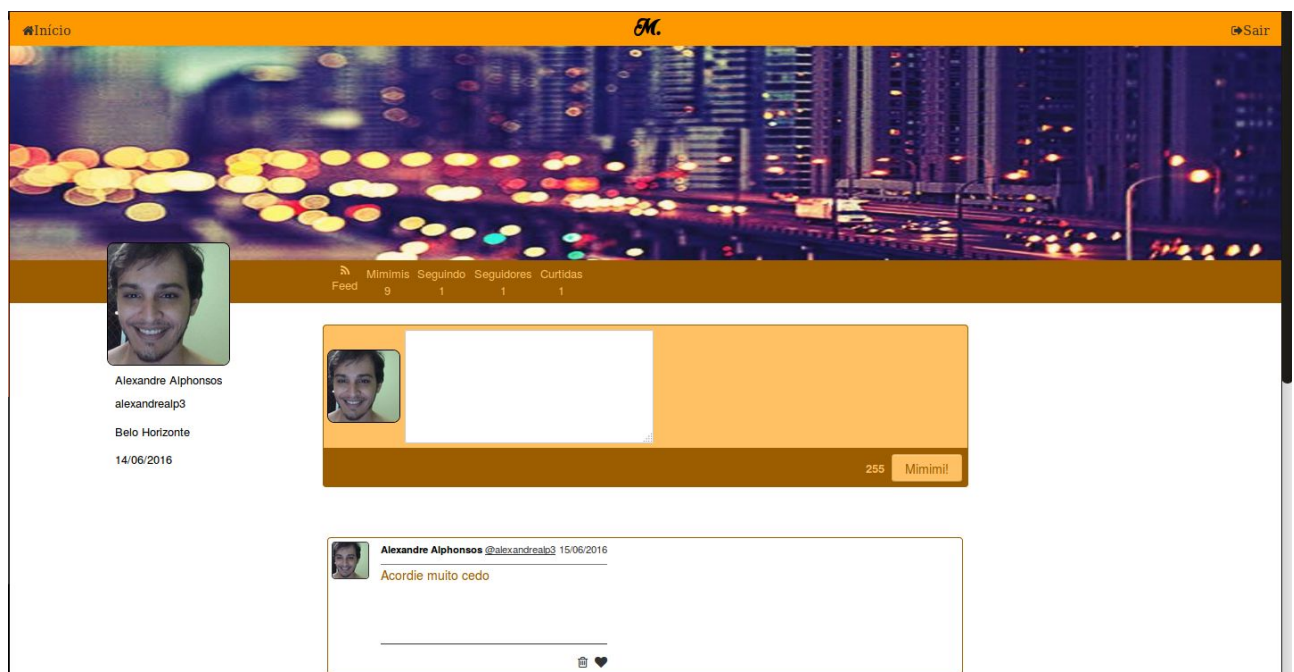 Início
M.
Sair
Feed Mimimis Seguindo Seguidores Curtidas
9 1 1 1
Alexandre Alphonsos
alexandrealp3
Belo Horizonte
14/06/2016
255 Mimimi!
Alexandre Alphonsos @alexandrealp3 15/06/2016
Acordie muito cedo